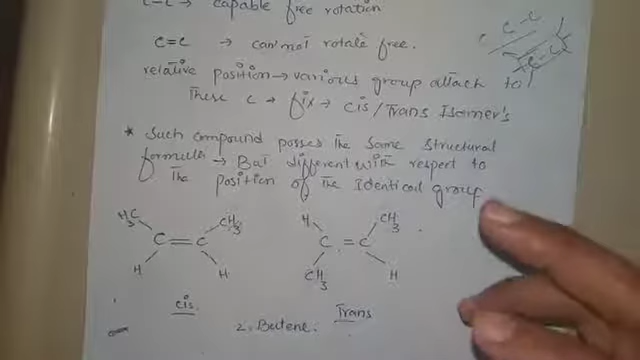 C-C → capable free rotation
C=C → can not rotate free.
relative position → various group attach to
These C → fix → cis/Trans Isomer's
* Such compound posses the same structural
formula → But different with respect to
The position of the Identical group
H3C CH3 H CH3
C=C C=C
H H CH3 H
cis Trans
2. Butene.